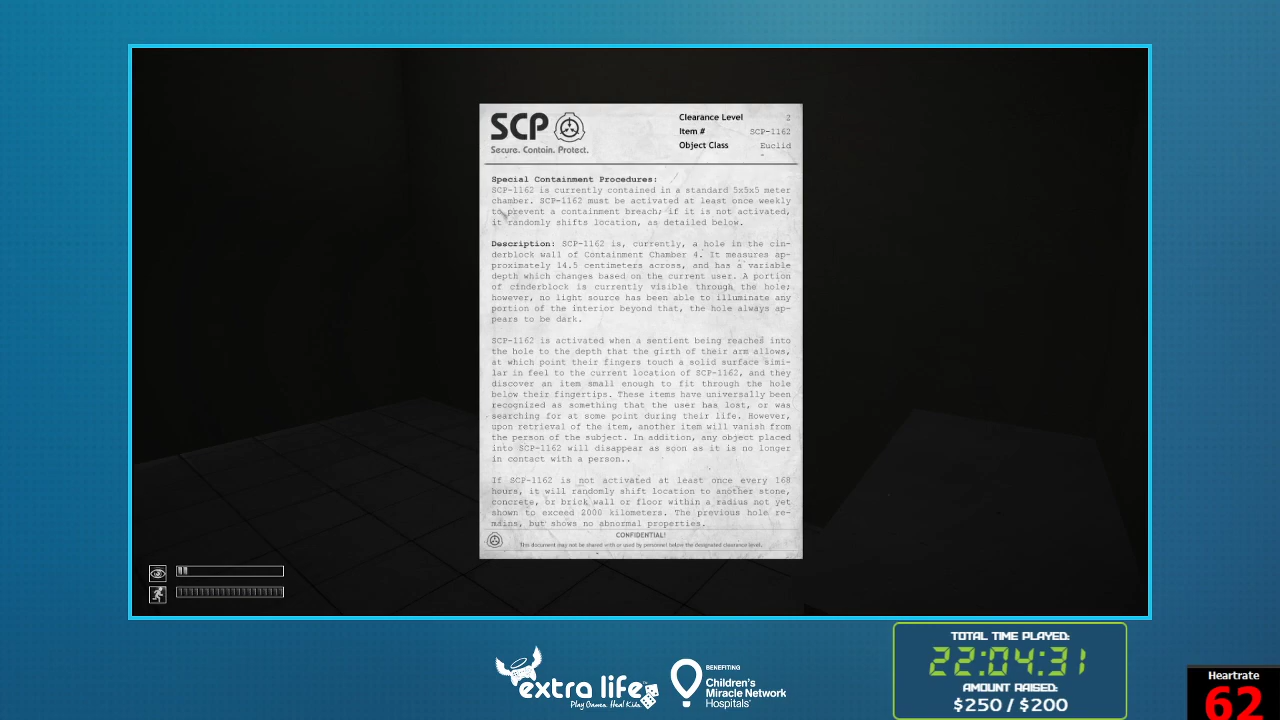 SCP
Secure. Contain. Protect.
Clearance Level 2
Item # SCP-1162
Object Class Euclid
Special Containment Procedures:
SCP-1162 is currently contained in a standard 5x5x5 meter
chamber. SCP-1162 must be activated at least once weekly
to prevent a containment breach; if it is not activated,
it randomly shifts location, as detailed below.
Description: SCP-1162 is, currently, a hole in the cin-
derblock wall of Containment Chamber 4. It measures ap-
proximately 14.5 centimeters across, and has a variable
depth which changes based on the current user. A portion
of cinderblock is currently visible through the hole;
however, no light source has been able to illuminate any
portion of the interior beyond that, the hole always ap-
pears to be dark.
SCP-1162 is activated when a sentient being reaches into
the hole to the depth that the girth of their arm allows,
at which point their fingers touch a solid surface simi-
lar in feel to the current location of SCP-1162, and they
discover an item small enough to fit through the hole
below their fingertips. These items have universally been
recognized as something that the user has lost, or was
searching for at some point during their life. However,
upon retrieval of the item, another item will vanish from
the person of the subject. In addition, any object placed
into SCP-1162 will disappear as soon as it is no longer
in contact with a person..
If SCP-1162 is not activated at least once every 168
hours, it will randomly shift location to another stone,
concrete, or brick wall or floor within a radius not yet
shown to exceed 2000 kilometers. The previous hole re-
mains, but shows no abnormal properties.
CONFIDENTIAL!
This document may not be shared with or used by personnel below the designated clearance level.
extra life
Play Games. Heal Kids.
BENEFITING
Children's
Miracle Network
Hospitals
TOTAL TIME PLAYED:
22:04:31
AMOUNT RAISED:
$250 / $200
Heartrate
62